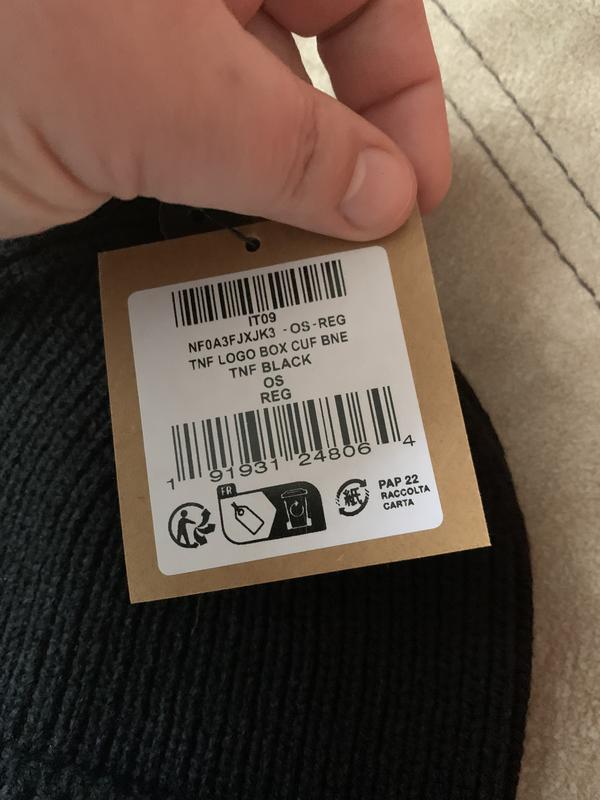 IT09
NF0A3FJXJK3 -OS-REG
TNF LOGO BOX CUF BNE
TNF BLACK
OS
REG
1 91931 24806 4
FR
紙
PAP 22
RACCOLTA
CARTA